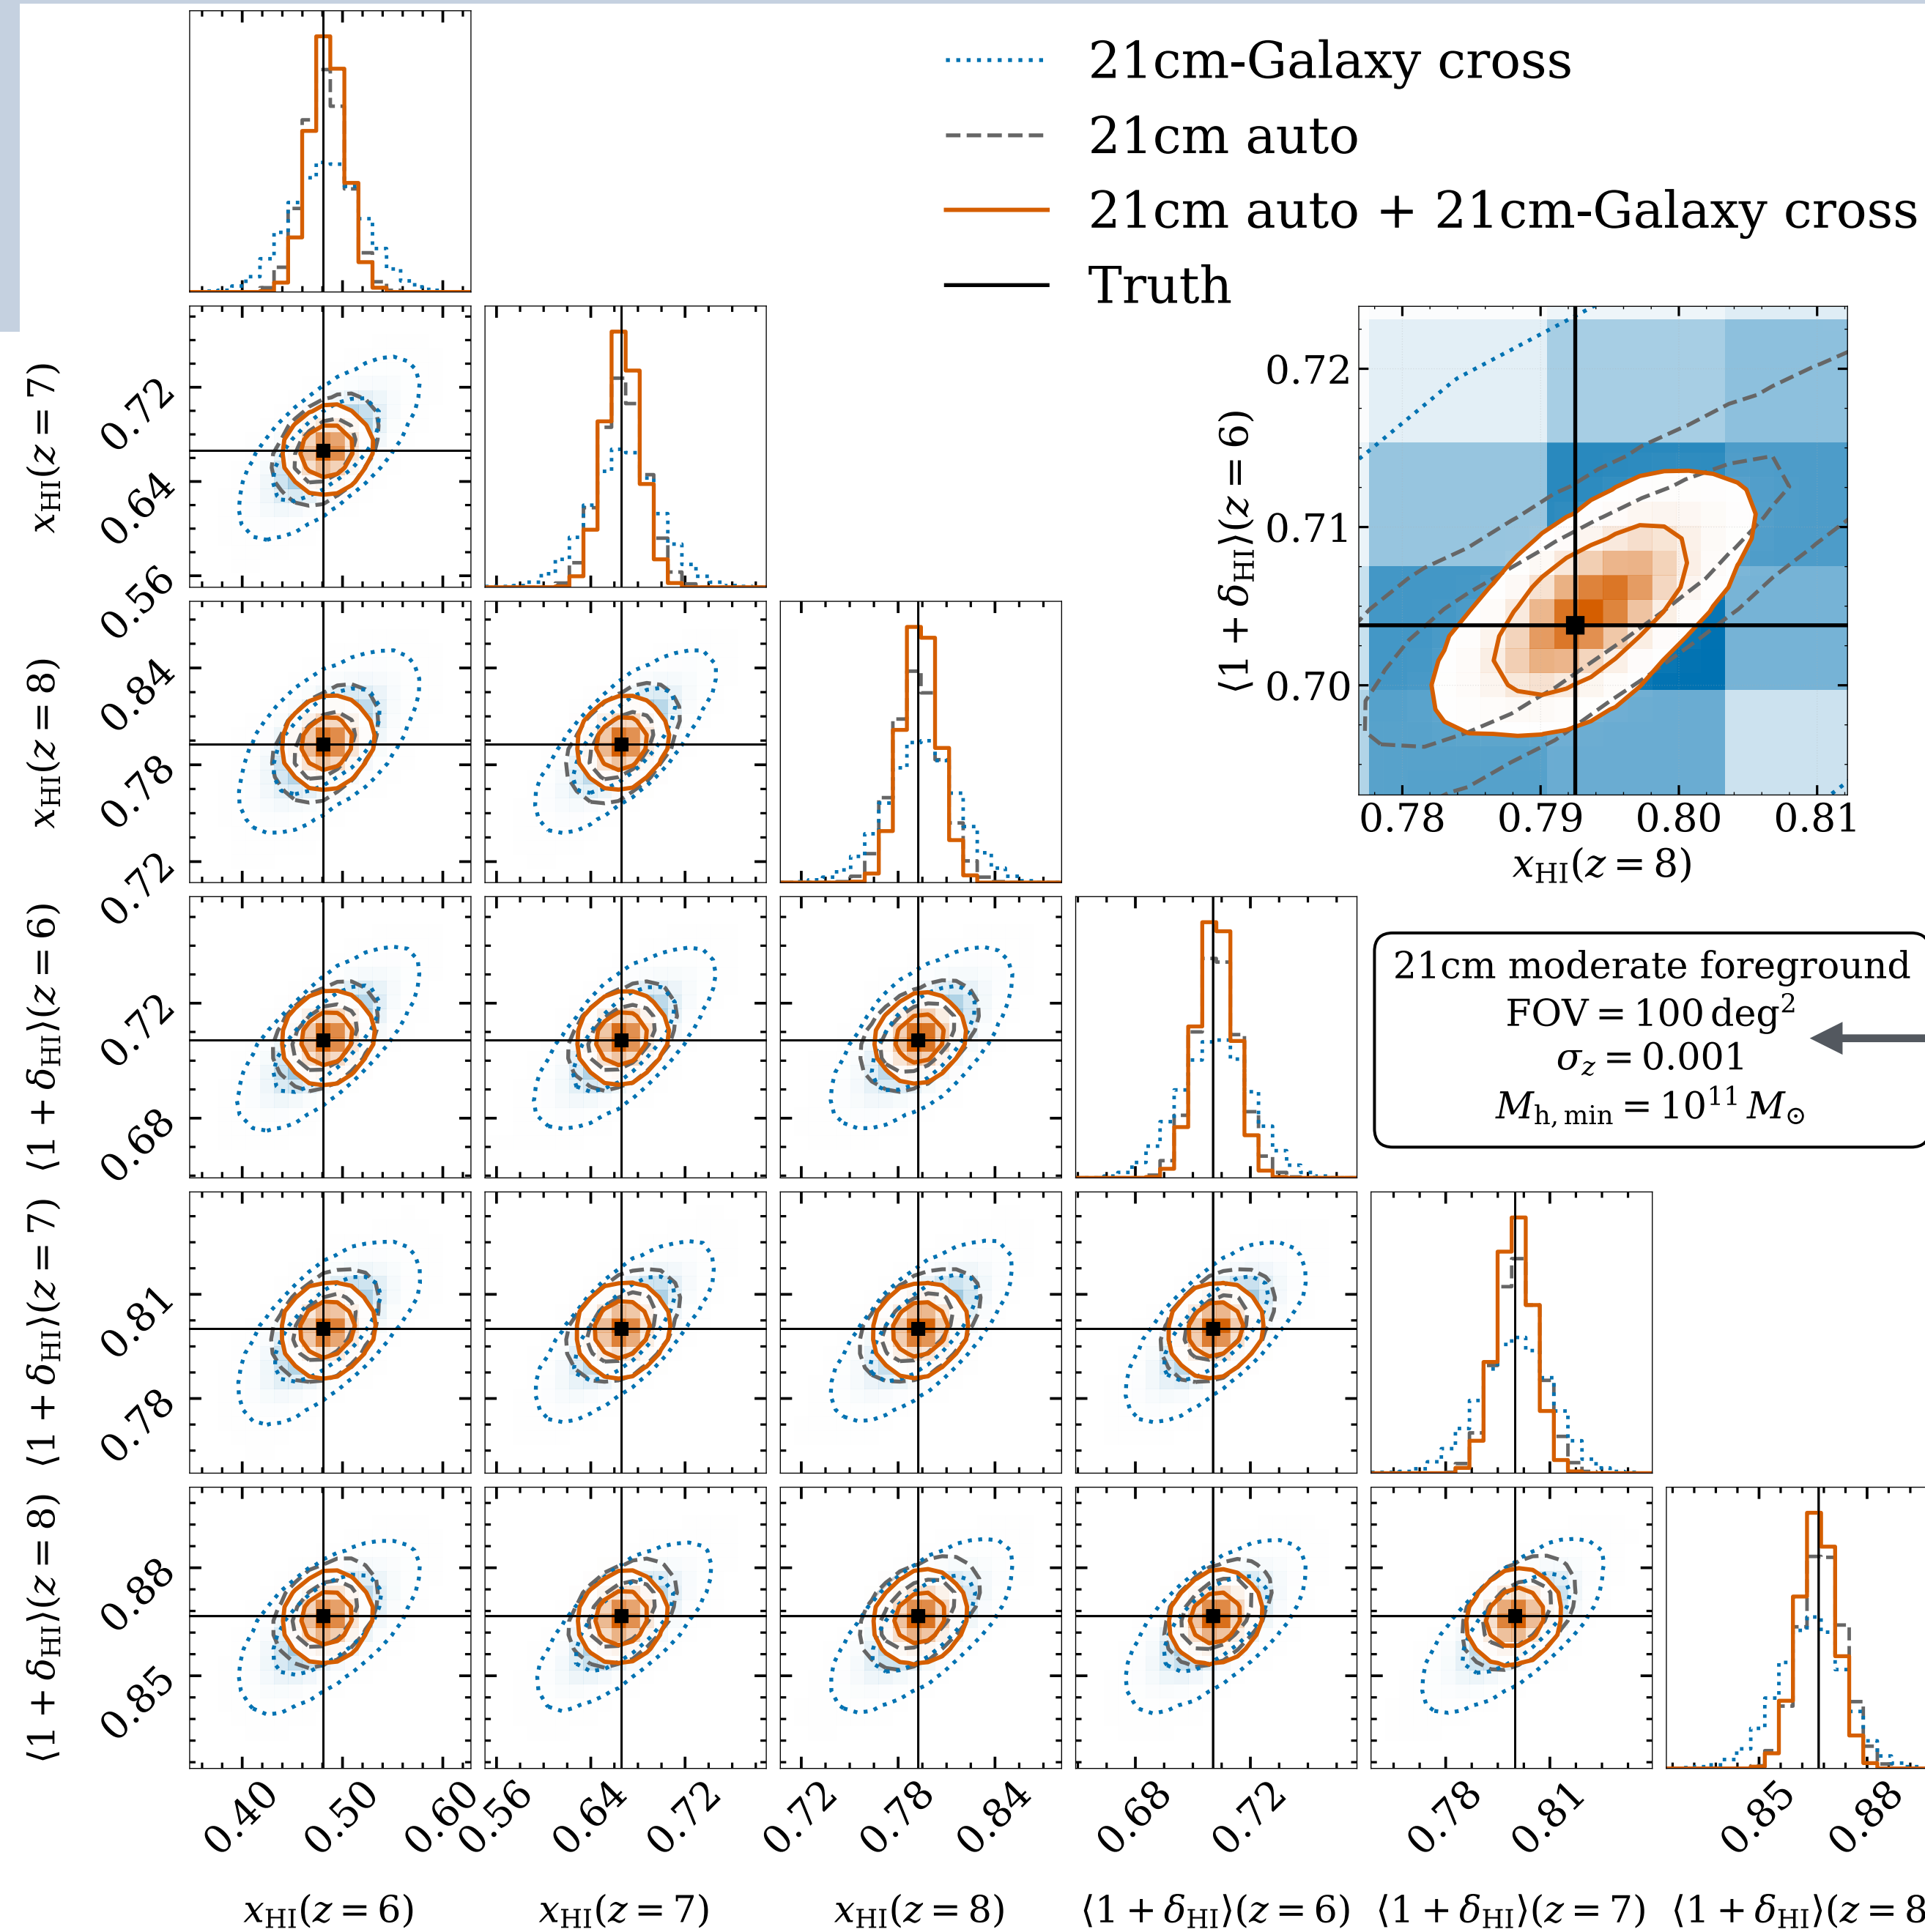 21cm-Galaxy cross
21cm auto
21cm auto + 21cm-Galaxy cross
Truth
x_HI(z = 7)
0.72
0.64
0.56
0.72
0.71
0.70
⟨1 + δ_HI⟩(z = 6)
0.78 0.79 0.80 0.81
x_HI(z = 8)
x_HI(z = 8)
0.84
0.78
0.72
⟨1 + δ_HI⟩(z = 6)
0.72
0.68
21cm moderate foreground
FOV = 100 deg²
σ_z = 0.001
M_h, min = 10¹¹ M_⊙
⟨1 + δ_HI⟩(z = 7)
0.81
0.78
⟨1 + δ_HI⟩(z = 8)
0.88
0.85
0.40 0.50 0.60 0.56 0.64 0.72 0.72 0.78 0.84 0.68 0.72 0.78 0.81 0.85 0.88
x_HI(z = 6) x_HI(z = 7) x_HI(z = 8) ⟨1 + δ_HI⟩(z = 6) ⟨1 + δ_HI⟩(z = 7) ⟨1 + δ_HI⟩(z = 8